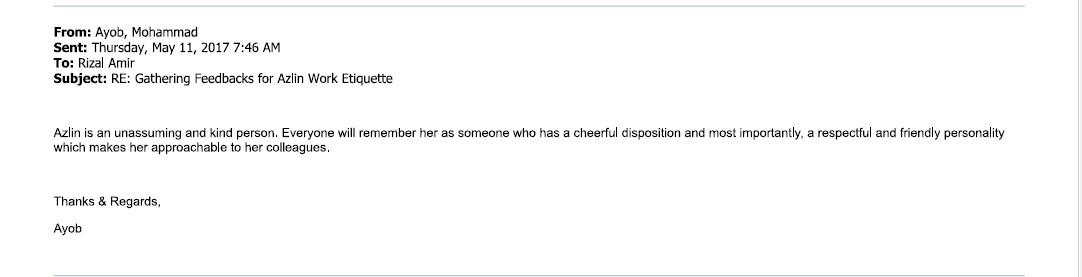 From: Ayob, Mohammad
Sent: Thursday, May 11, 2017 7:46 AM
To: Rizal Amir
Subject: RE: Gathering Feedbacks for Azlin Work Etiquette
Azlin is an unassuming and kind person. Everyone will remember her as someone who has a cheerful disposition and most importantly, a respectful and friendly personality
which makes her approachable to her colleagues.
Thanks & Regards,
Ayob